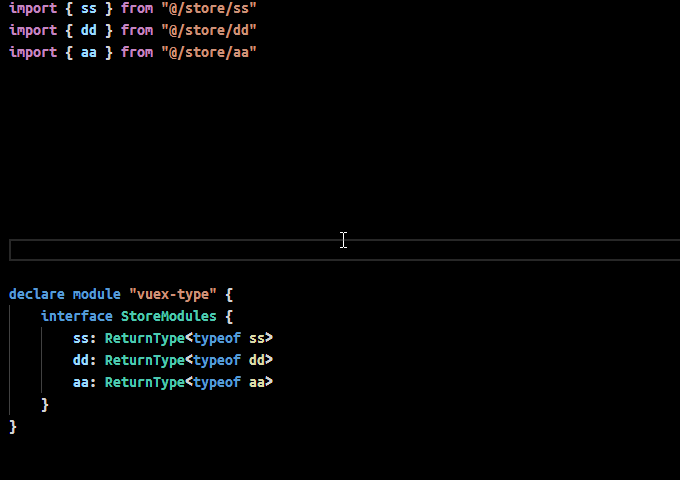 import { ss } from "@/store/ss"
import { dd } from "@/store/dd"
import { aa } from "@/store/aa"
declare module "vuex-type" {
    interface StoreModules {
        ss: ReturnType<typeof ss>
        dd: ReturnType<typeof dd>
        aa: ReturnType<typeof aa>
    }
}